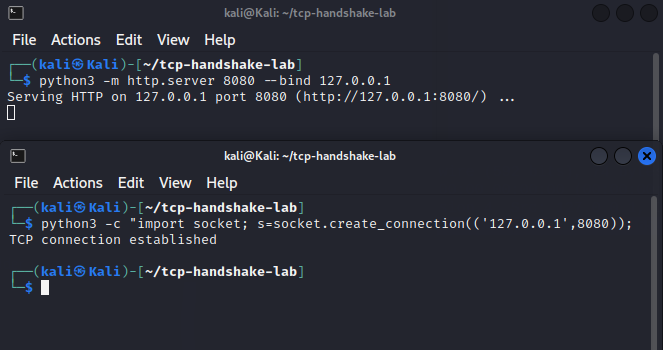 kali@Kali: ~/tcp-handshake-lab
File Actions Edit View Help
┌──(kali㉿Kali)-[~/tcp-handshake-lab]
└─$ python3 -m http.server 8080 --bind 127.0.0.1
Serving HTTP on 127.0.0.1 port 8080 (http://127.0.0.1:8080/) ...
kali@Kali: ~/tcp-handshake-lab
File Actions Edit View Help
┌──(kali㉿Kali)-[~/tcp-handshake-lab]
└─$ python3 -c "import socket; s=socket.create_connection(('127.0.0.1',8080));
TCP connection established
┌──(kali㉿Kali)-[~/tcp-handshake-lab]
└─$